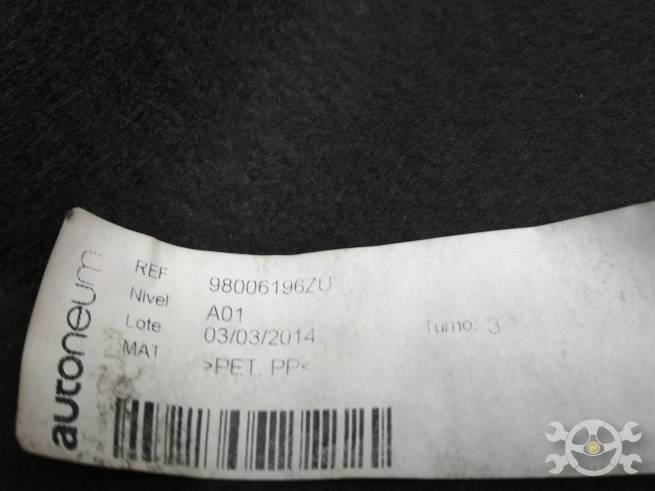 autoneum
REF 98006196ZU
Nivel A01
Lote 03/03/2014
Turno: 3
MAT >PET, PP<